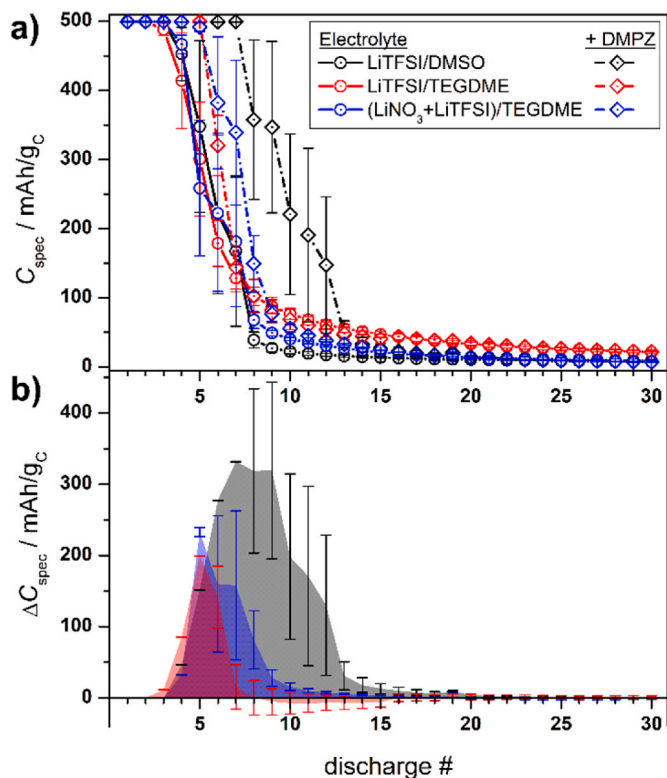 a)
Electrolyte + DMPZ
LiTFSI/DMSO
LiTFSI/TEGDME
(LiNO₃+LiTFSI)/TEGDME
500
400
300
200
100
0
C_spec / mAh/g_C
5 10 15 20 25 30
b)
400
300
200
100
0
ΔC_spec / mAh/g_C
5 10 15 20 25 30
discharge #